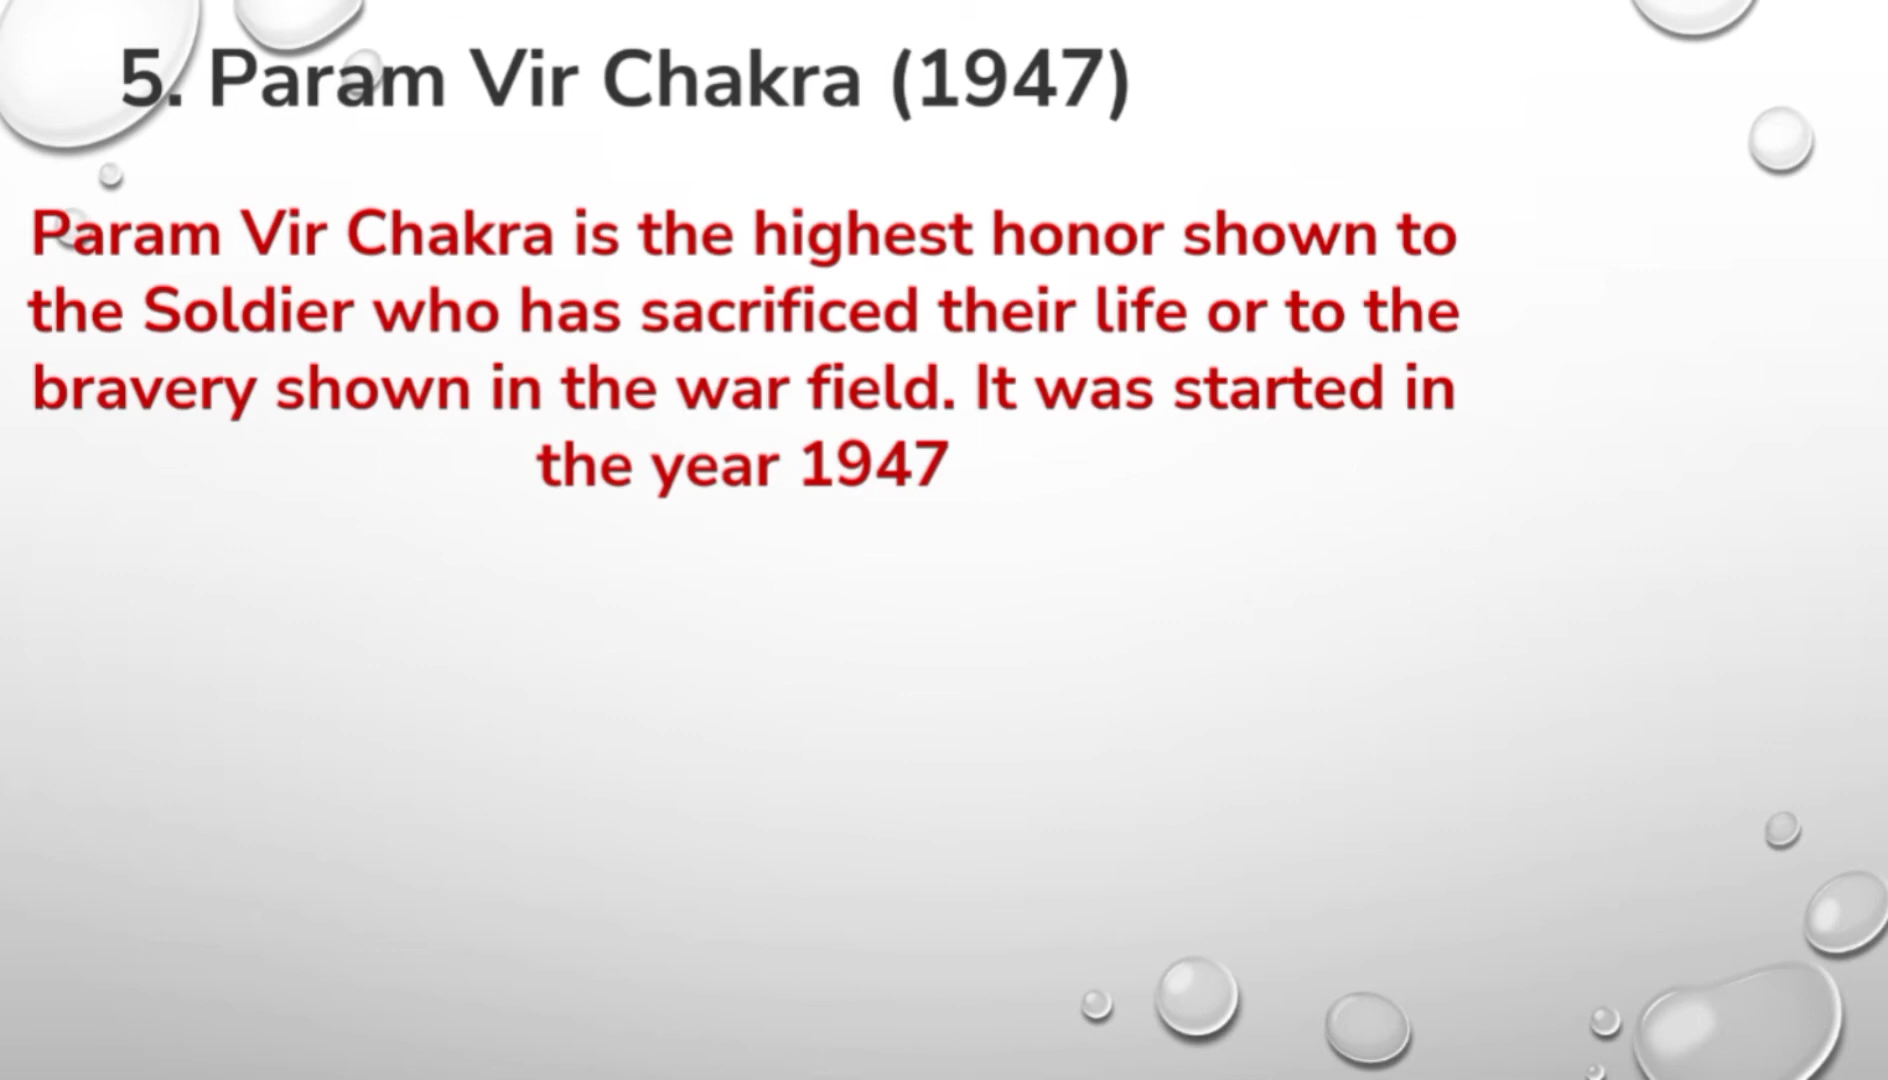 5. Param Vir Chakra (1947)
Param Vir Chakra is the highest honor shown to
the Soldier who has sacrificed their life or to the
bravery shown in the war field. It was started in
the year 1947